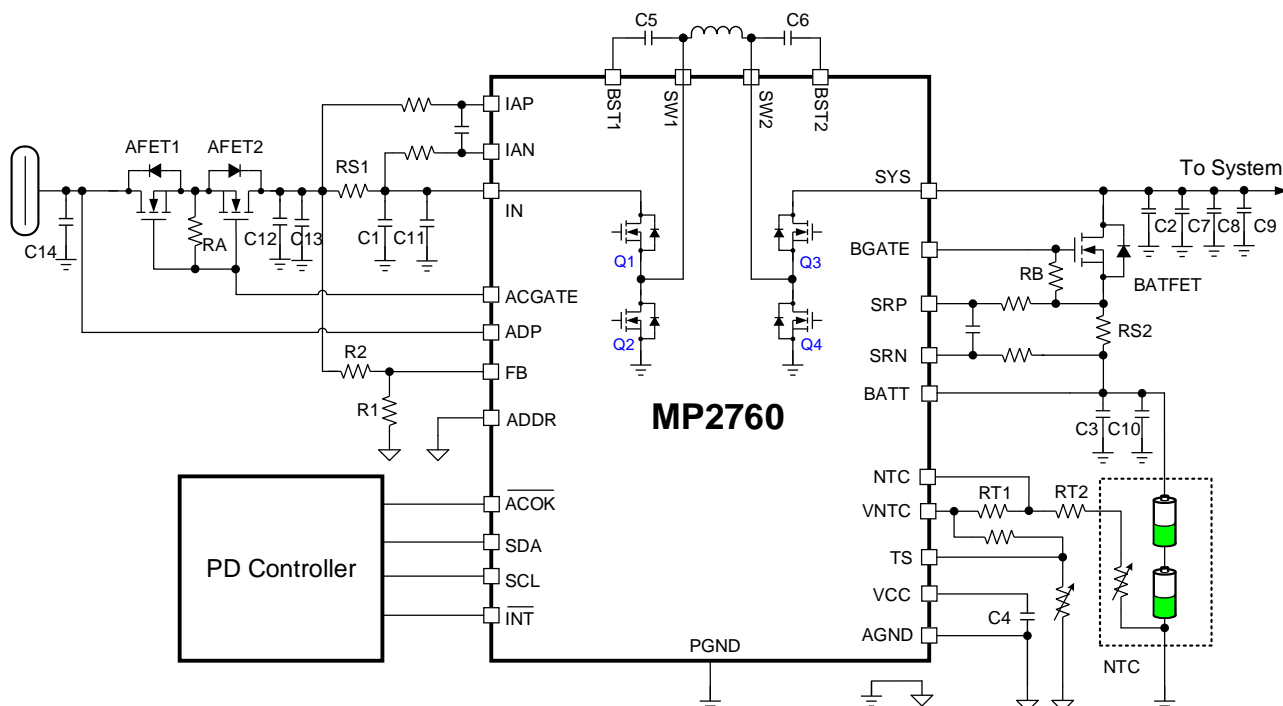 C5
C6
BST1
SW1
SW2
BST2
IAP
IAN
IN
AFET1
AFET2
RS1
C14
RA
C12
C13
C1
C11
ACGATE
ADP
R2
FB
R1
ADDR
Q1
Q2
Q3
Q4
MP2760
SYS
To System
BGATE
RB
BATFET
C2
C7
C8
C9
SRP
RS2
SRN
BATT
C3
C10
NTC
RT1
RT2
VNTC
TS
VCC
C4
AGND
NTC
PD Controller
ACOK
SDA
SCL
INT
PGND